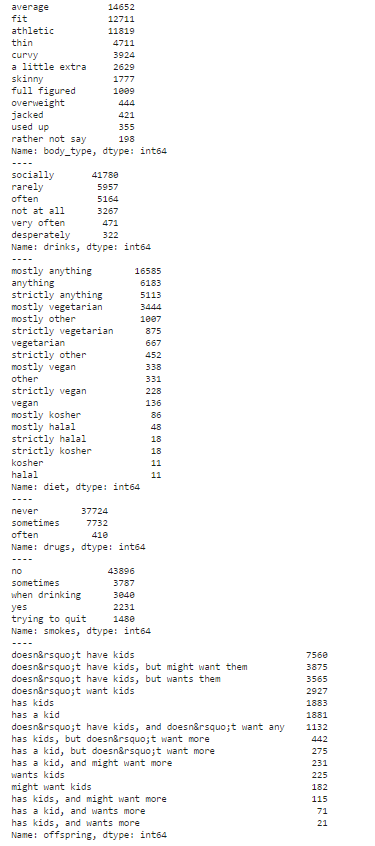 average 14652
fit 12711
athletic 11819
thin 4711
curvy 3924
a little extra 2629
skinny 1777
full figured 1009
overweight 444
jacked 421
used up 355
rather not say 198
Name: body_type, dtype: int64
----
socially 41780
rarely 5957
often 5164
not at all 3267
very often 471
desperately 322
Name: drinks, dtype: int64
----
mostly anything 16585
anything 6183
strictly anything 5113
mostly vegetarian 3444
mostly other 1007
strictly vegetarian 875
vegetarian 667
strictly other 452
mostly vegan 338
other 331
strictly vegan 228
vegan 136
mostly kosher 86
mostly halal 48
strictly halal 18
strictly kosher 18
kosher 11
halal 11
Name: diet, dtype: int64
----
never 37724
sometimes 7732
often 410
Name: drugs, dtype: int64
----
no 43896
sometimes 3787
when drinking 3040
yes 2231
trying to quit 1480
Name: smokes, dtype: int64
----
doesn&rsquo;t have kids 7560
doesn&rsquo;t have kids, but might want them 3875
doesn&rsquo;t have kids, but wants them 3565
doesn&rsquo;t want kids 2927
has kids 1883
has a kid 1881
doesn&rsquo;t have kids, and doesn&rsquo;t want any 1132
has kids, but doesn&rsquo;t want more 442
has a kid, but doesn&rsquo;t want more 275
has a kid, and might want more 231
wants kids 225
might want kids 182
has kids, and might want more 115
has a kid, and wants more 71
has kids, and wants more 21
Name: offspring, dtype: int64